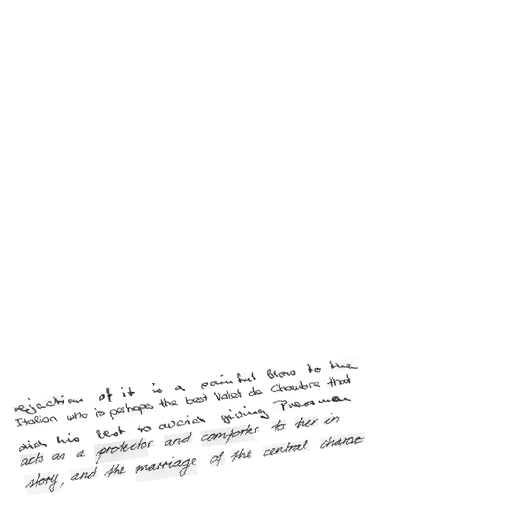 rejection of it is a painful blow to the
Italian who is perhaps the best Valet de Chambre that
did his best to avoid giving Pressmen
acts as a protector and comforter to her in
story, and the marriage of the central charac